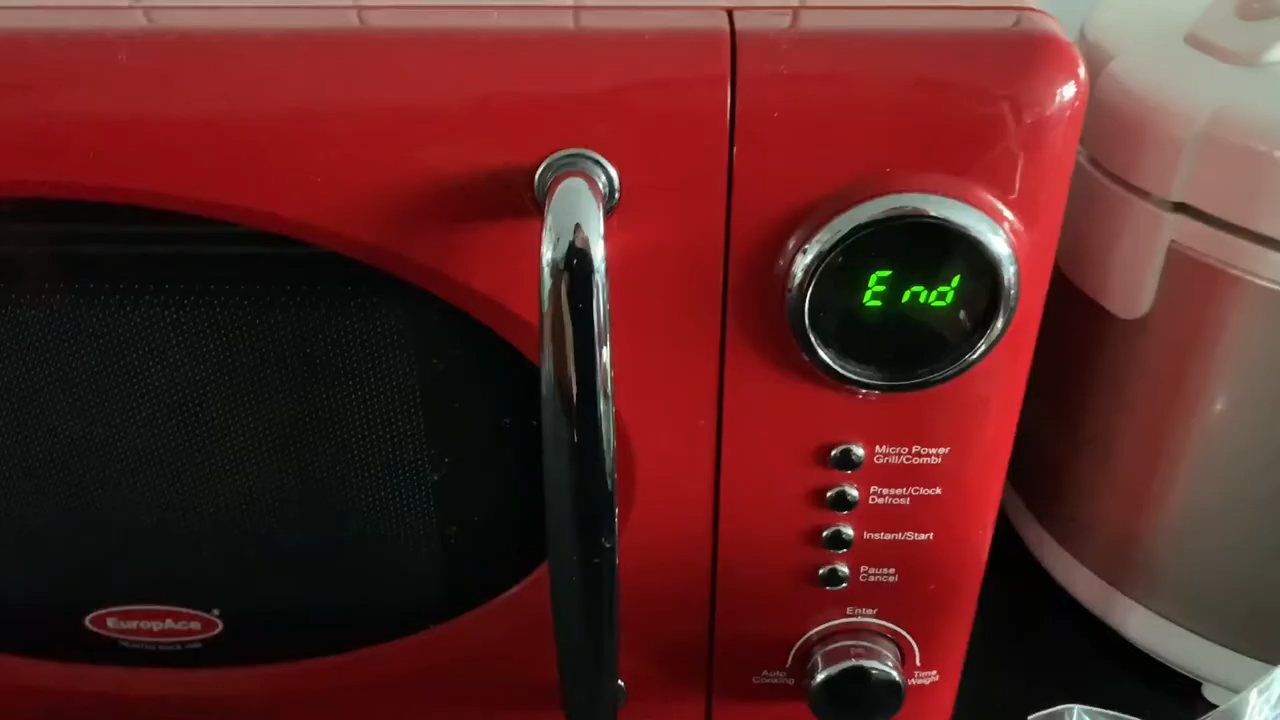 End
Micro Power
Grill/Combi
Preset/Clock
Defrost
Instant/Start
Pause
Cancel
Enter
Auto
Cooking
Time
Weight
EuropAce